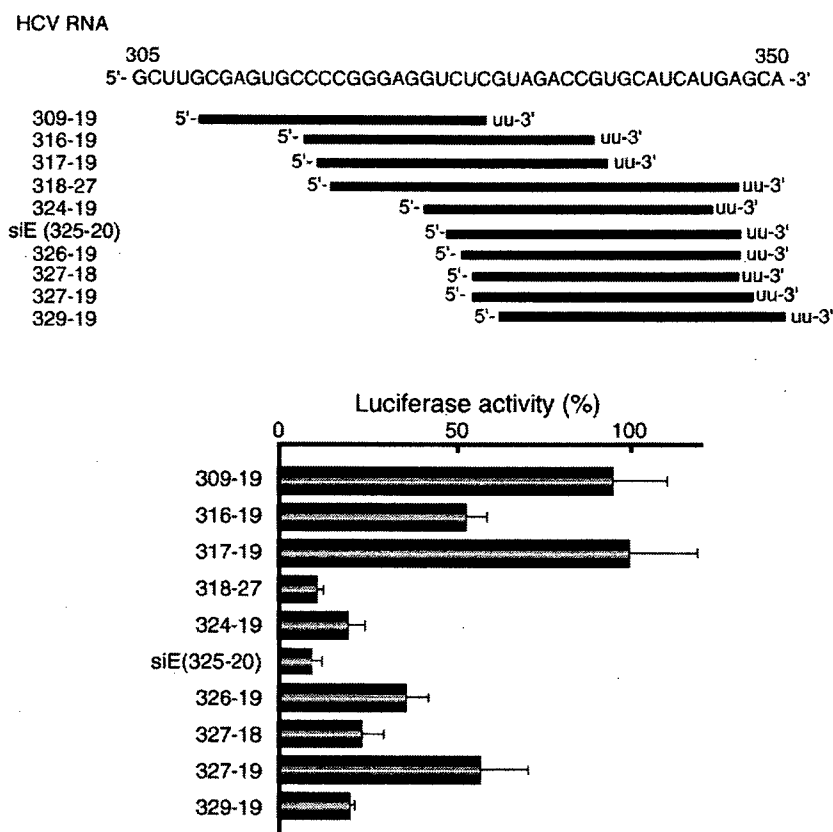 HCV RNA
305 350
5'- GCUUGCGAGUGCCCCGGGAGGUCUCGUAGACCGUGCAUCAUGAGCA -3'
309-19 5'- uu-3'
316-19 5'- uu-3'
317-19 5'- uu-3'
318-27 5'- uu-3'
324-19 5'- uu-3'
siE (325-20) 5'- uu-3'
326-19 5'- uu-3'
327-18 5'- uu-3'
327-19 5'- uu-3'
329-19 5'- uu-3'
Luciferase activity (%)
0 50 100
309-19
316-19
317-19
318-27
324-19
siE(325-20)
326-19
327-18
327-19
329-19